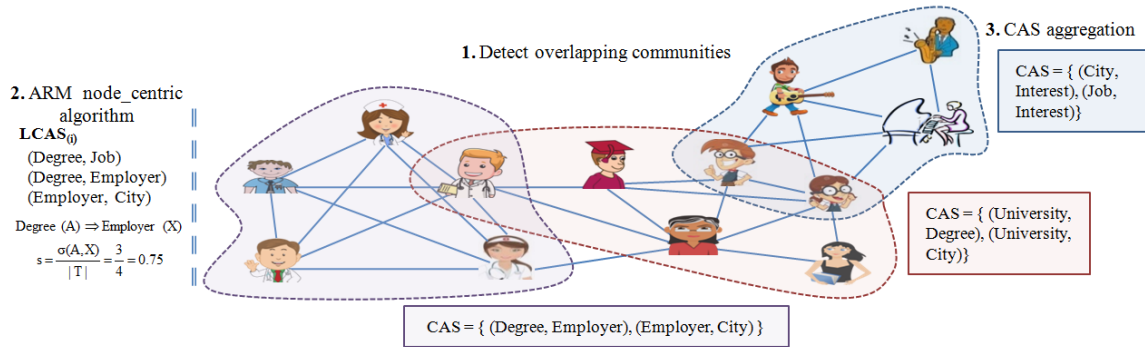 1. Detect overlapping communities
2. ARM node_centric
algorithm
LCAS(i)
(Degree, Job)
(Degree, Employer)
(Employer, City)
Degree (A) ⇒ Employer (X)
s = σ(A,X) / |T| = 3 / 4 = 0.75
3. CAS aggregation
CAS = { (City,
Interest), (Job,
Interest)}
CAS = { (University,
Degree), (University,
City)}
CAS = { (Degree, Employer), (Employer, City) }